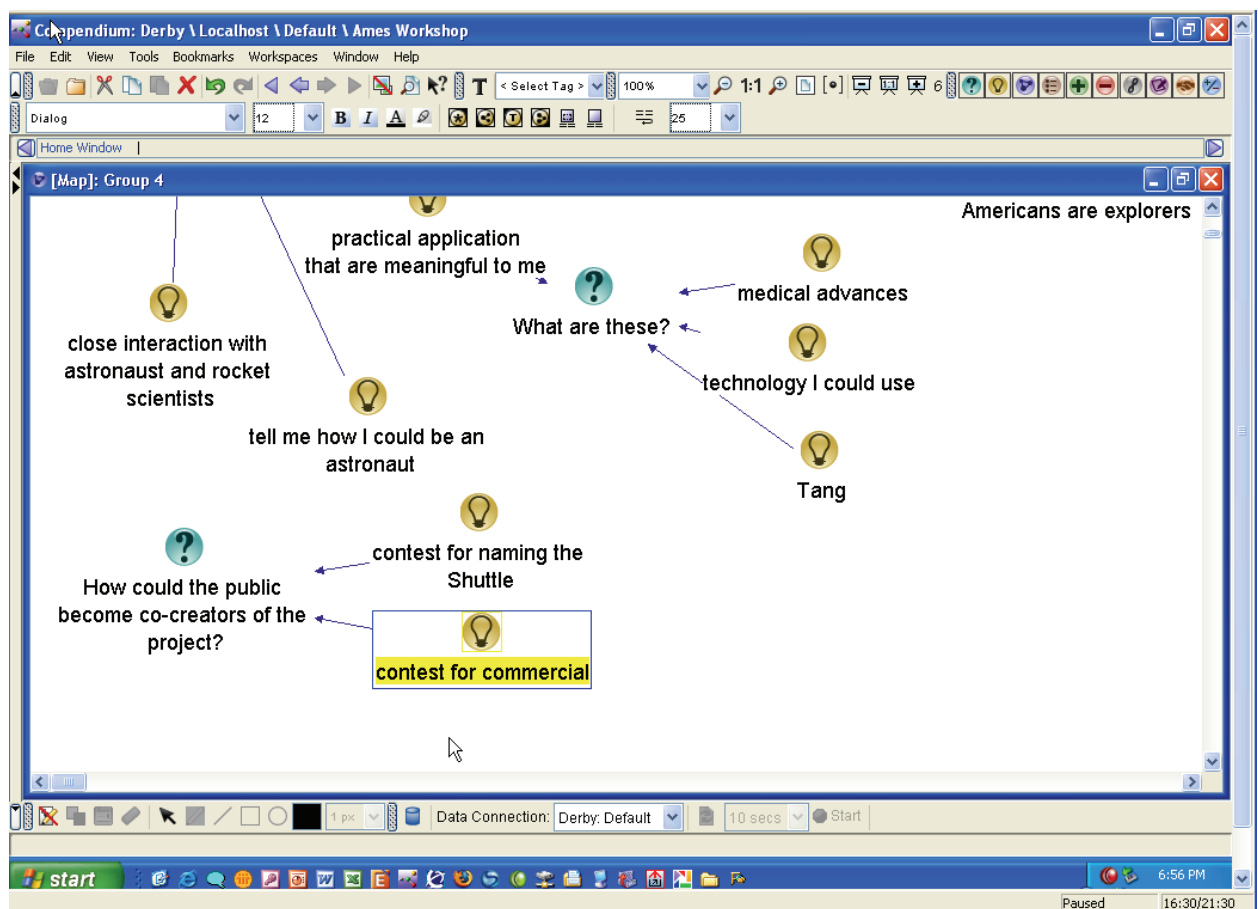 Compendium: Derby \ Localhost \ Default \ Ames Workshop
File Edit View Tools Bookmarks Workspaces Window Help
T < Select Tag > 100% 1:1 6
Dialog 12 B I A 25
Home Window
[Map]: Group 4
Americans are explorers
practical application
that are meaningful to me
medical advances
What are these?
close interaction with
astronaust and rocket
scientists
technology I could use
tell me how I could be an
astronaut
Tang
contest for naming the
Shuttle
How could the public
become co-creators of the
project?
contest for commercial
1 px Data Connection: Derby: Default 10 secs Start
start 6:56 PM
Paused 16:30/21:30